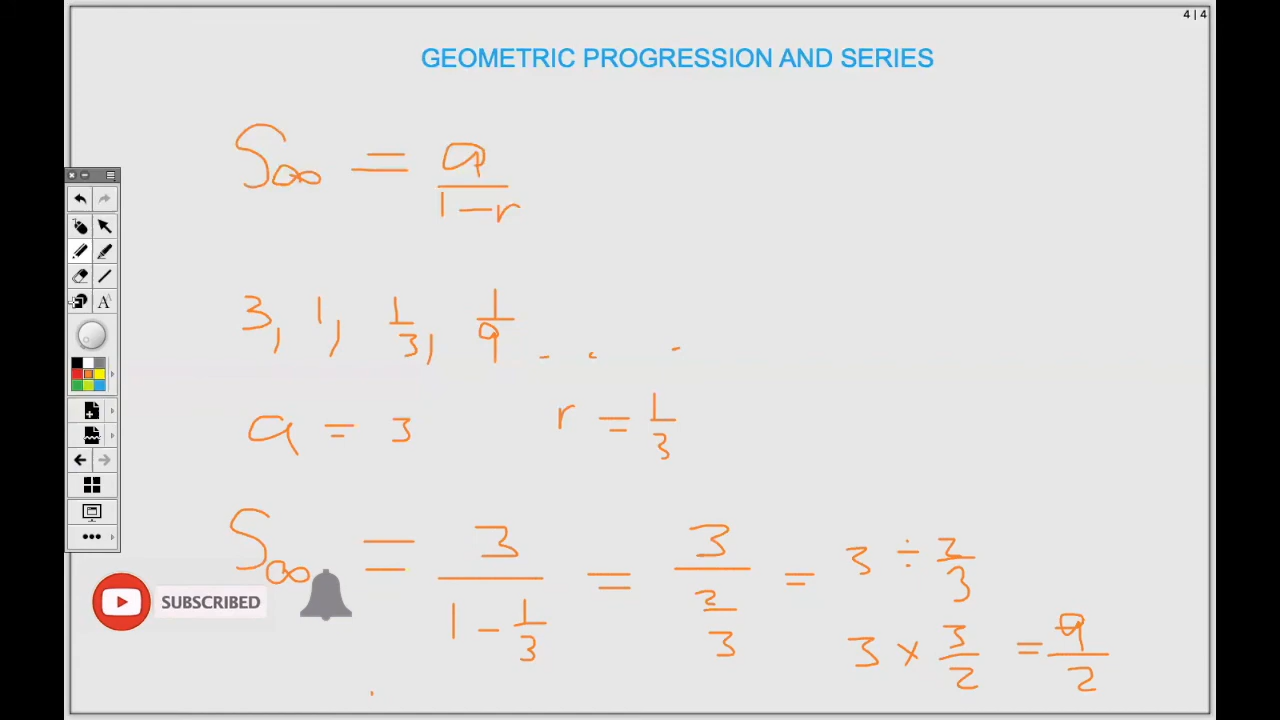 4|4
GEOMETRIC PROGRESSION AND SERIES
S∞ = a/(1-r)
3, 1, 1/3, 1/9 . . .
a = 3 r = 1/3
S∞ = 3/(1 - 1/3) = 3/(2/3) = 3 ÷ 2/3
3 × 3/2 = 9/2
SUBSCRIBED